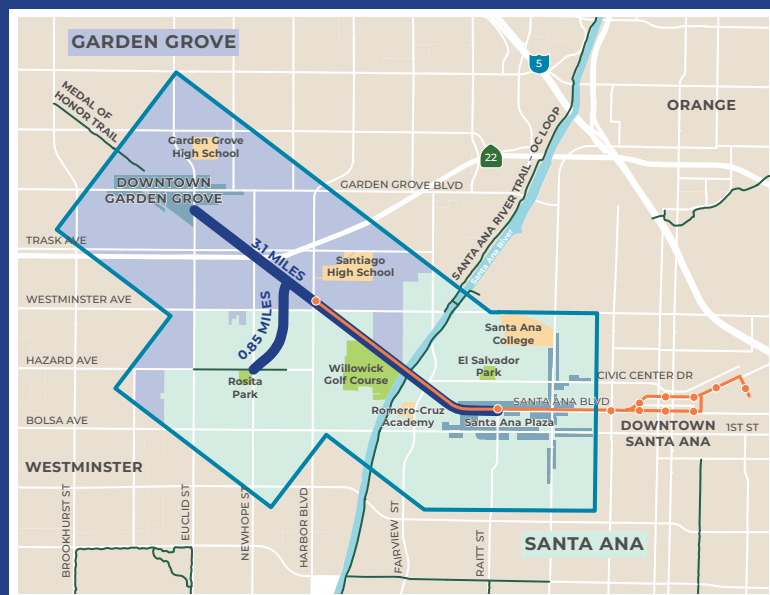 GARDEN GROVE
5
MEDAL OF
HONOR TRAIL
ORANGE
Garden Grove
High School
22
DOWNTOWN
GARDEN GROVE
GARDEN GROVE BLVD
SANTA ANA RIVER TRAIL – OC LOOP
Santa Ana River
TRASK AVE
3.1 MILES
Santiago
High School
WESTMINSTER AVE
0.85 MILES
Santa Ana
College
HAZARD AVE
El Salvador
Park
Willowick
Golf Course
Rosita
Park
CIVIC CENTER DR
SANTA ANA BLVD
Romero-Cruz
Academy
Santa Ana Plaza
BOLSA AVE
DOWNTOWN
SANTA ANA
1ST ST
WESTMINSTER
BROOKHURST ST
EUCLID ST
NEWHOPE ST
HARBOR BLVD
FAIRVIEW ST
RAITT ST
SANTA ANA